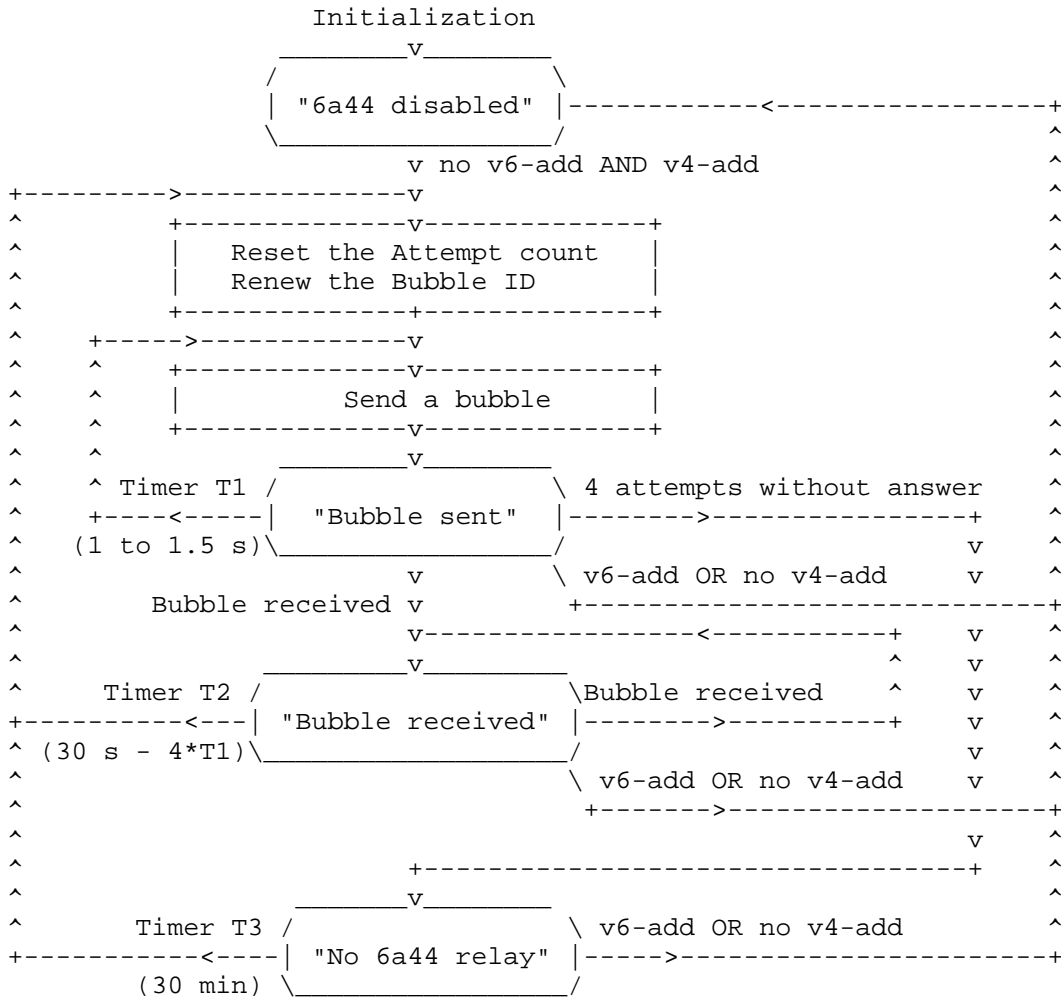 Initialization
"6a44 disabled"
no v6-add AND v4-add
Reset the Attempt count
Renew the Bubble ID
Send a bubble
Timer T1
4 attempts without answer
"Bubble sent"
(1 to 1.5 s)
v6-add OR no v4-add
Bubble received
Timer T2
Bubble received
"Bubble received"
(30 s - 4*T1)
v6-add OR no v4-add
Timer T3
v6-add OR no v4-add
"No 6a44 relay"
(30 min)